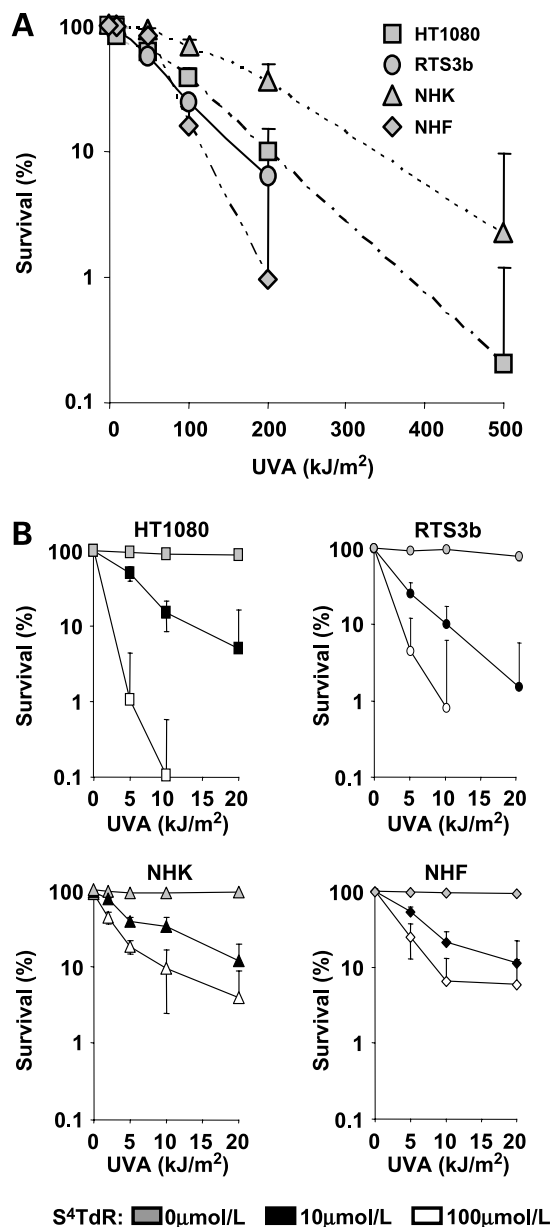 A
Survival (%)
100
10
1
0.1
0 100 200 300 400 500
UVA (kJ/m²)
HT1080
RTS3b
NHK
NHF
B
HT1080
Survival (%)
100
10
1
0.1
0 5 10 15 20
UVA (kJ/m²)
RTS3b
Survival (%)
100
10
1
0.1
0 5 10 15 20
UVA (kJ/m²)
NHK
Survival (%)
100
10
1
0.1
0 5 10 15 20
UVA (kJ/m²)
NHF
Survival (%)
100
10
1
0.1
0 5 10 15 20
UVA (kJ/m²)
S⁴TdR: 0µmol/L 10µmol/L 100µmol/L